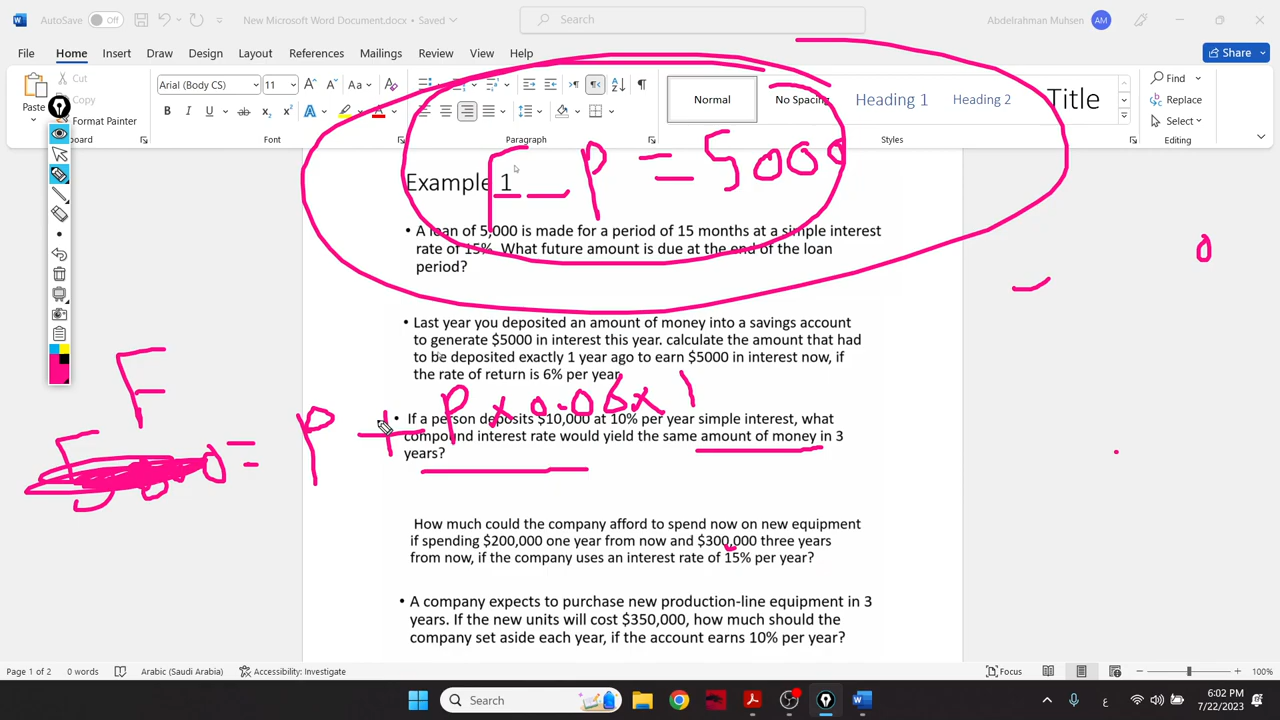 AutoSave Off New Microsoft Word Document.docx • Saved Search Abdelrahman Muhsen AM
File Home Insert Draw Design Layout References Mailings Review View Help Share
Cut
Copy
Format Painter
Paste
Arial (Body CS) 11
Normal No Spacing Heading 1 Heading 2 Title
Find
Replace
Select
Font Paragraph Styles Editing
F - P = 5000
Example 1
• A loan of 5,000 is made for a period of 15 months at a simple interest
rate of 15%. What future amount is due at the end of the loan
period?
• Last year you deposited an amount of money into a savings account
to generate $5000 in interest this year. calculate the amount that had
to be deposited exactly 1 year ago to earn $5000 in interest now, if
the rate of return is 6% per year
F
= P + P x 0.06 x 1
• If a person deposits $10,000 at 10% per year simple interest, what
compound interest rate would yield the same amount of money in 3
years?
How much could the company afford to spend now on new equipment
if spending $200,000 one year from now and $300,000 three years
from now, if the company uses an interest rate of 15% per year?
• A company expects to purchase new production-line equipment in 3
years. If the new units will cost $350,000, how much should the
company set aside each year, if the account earns 10% per year?
Page 1 of 2 0 words Arabic (Saudi Arabia) Accessibility: Investigate Focus 100%
Search
6:02 PM
7/22/2023